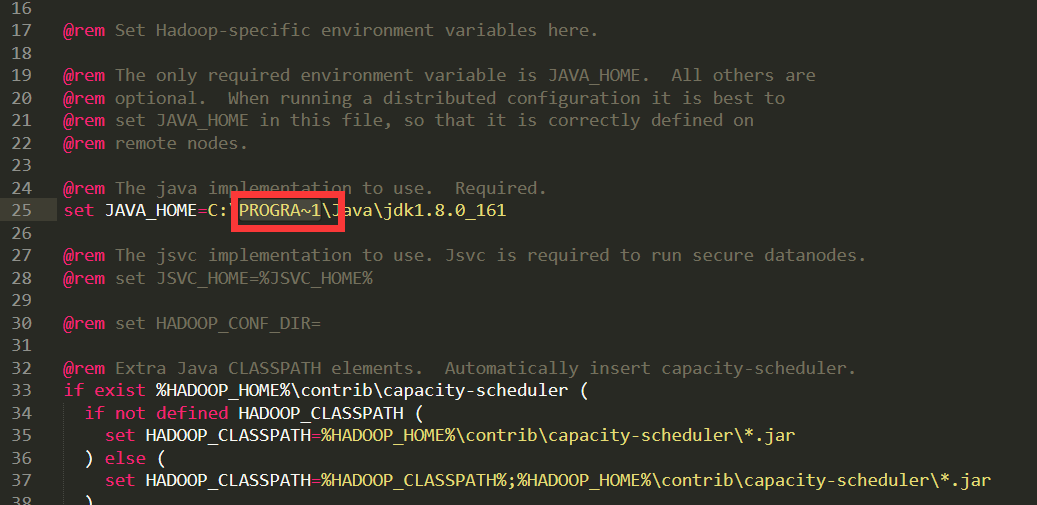 16
17 @rem Set Hadoop-specific environment variables here.
18
19 @rem The only required environment variable is JAVA_HOME.  All others are
20 @rem optional.  When running a distributed configuration it is best to
21 @rem set JAVA_HOME in this file, so that it is correctly defined on
22 @rem remote nodes.
23
24 @rem The java implementation to use.  Required.
25 set JAVA_HOME=C:\PROGRA~1\Java\jdk1.8.0_161
26
27 @rem The jsvc implementation to use. Jsvc is required to run secure datanodes.
28 @rem set JSVC_HOME=%JSVC_HOME%
29
30 @rem set HADOOP_CONF_DIR=
31
32 @rem Extra Java CLASSPATH elements.  Automatically insert capacity-scheduler.
33 if exist %HADOOP_HOME%\contrib\capacity-scheduler (
34   if not defined HADOOP_CLASSPATH (
35     set HADOOP_CLASSPATH=%HADOOP_HOME%\contrib\capacity-scheduler\*.jar
36   ) else (
37     set HADOOP_CLASSPATH=%HADOOP_CLASSPATH%;%HADOOP_HOME%\contrib\capacity-scheduler\*.jar
38   )